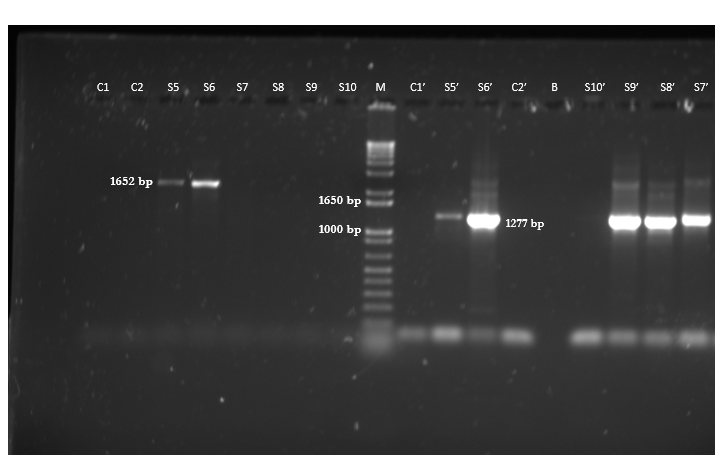 C1 C2 S5 S6 S7 S8 S9 S10 M C1′ S5′ S6′ C2′ B S10′ S9′ S8′ S7′
1652 bp
1650 bp
1277 bp
1000 bp